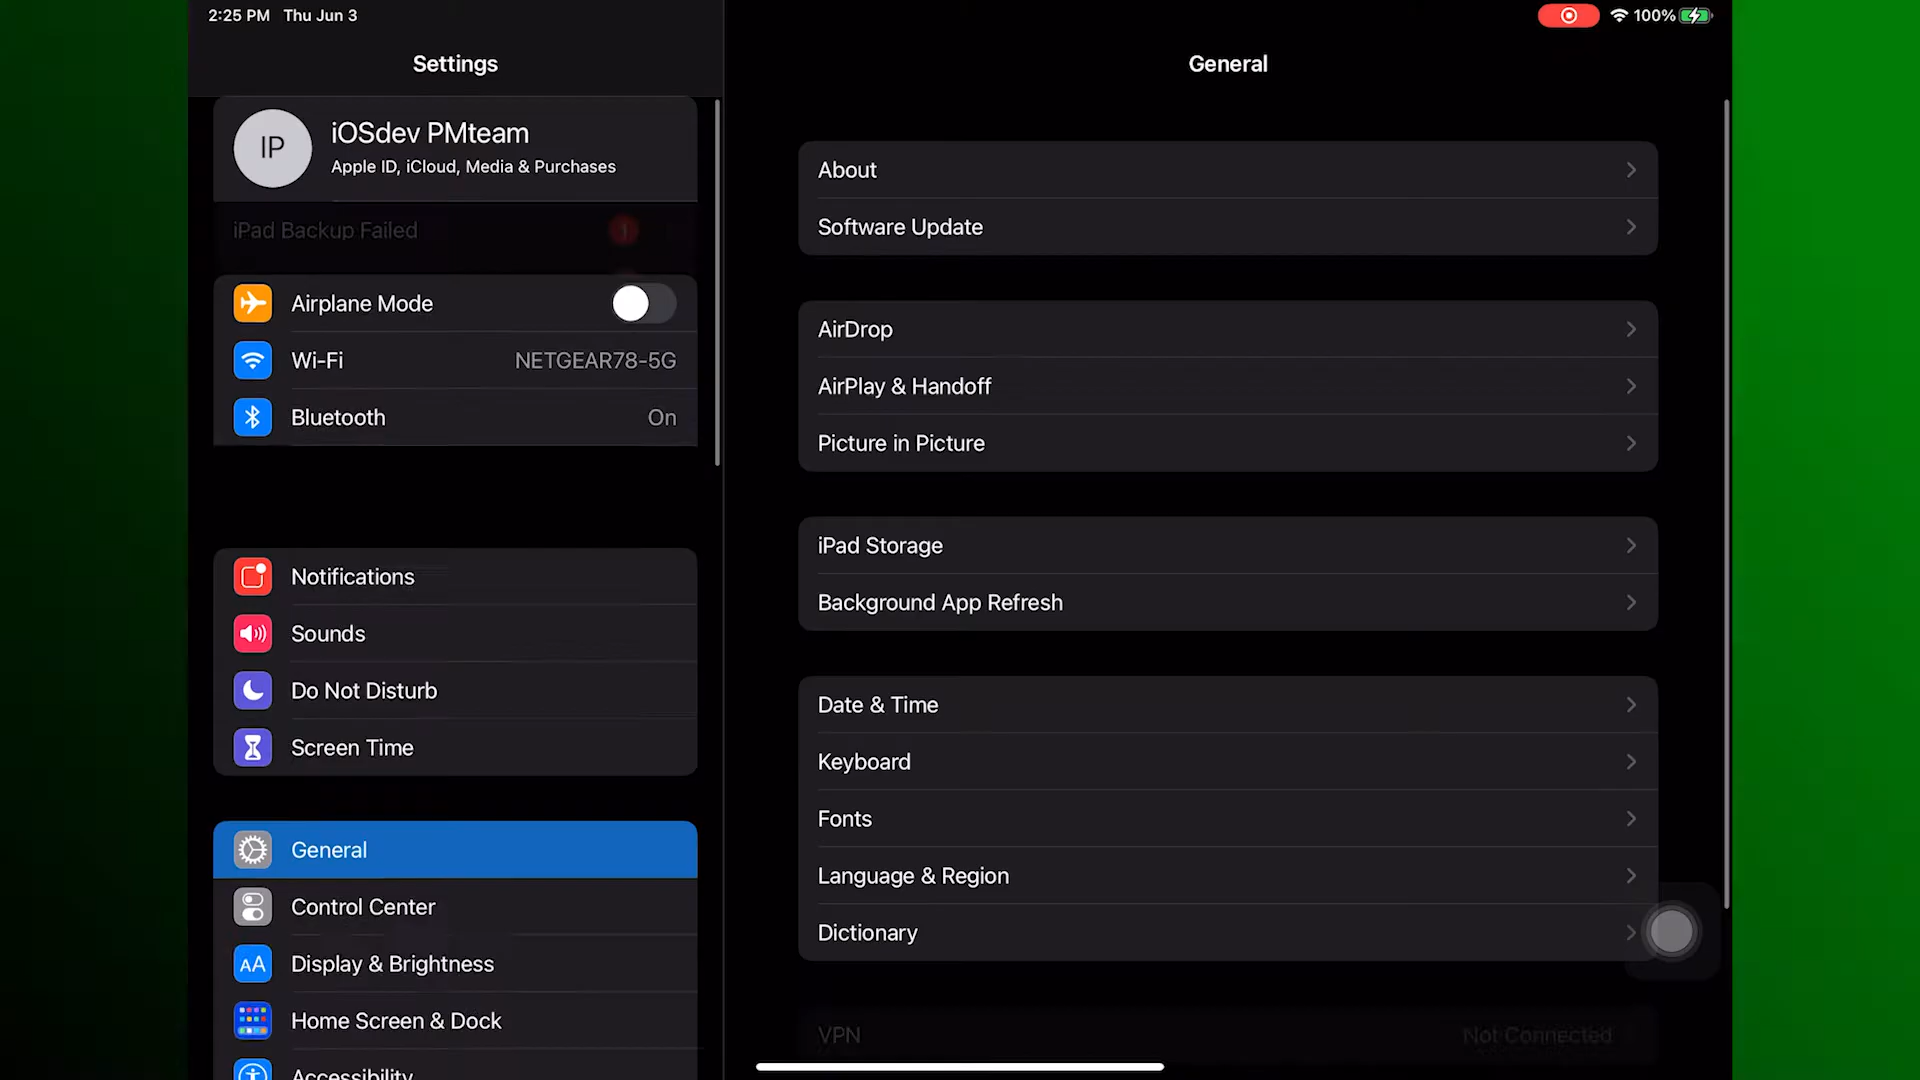 2:25 PM Thu Jun 3
100%
Settings
General
IP
iOSdev PMteam
Apple ID, iCloud, Media & Purchases
iPad Backup Failed
1
Airplane Mode
Wi-Fi
NETGEAR78-5G
Bluetooth
On
Notifications
Sounds
Do Not Disturb
Screen Time
General
Control Center
AA
Display & Brightness
Home Screen & Dock
Accessibility
About
Software Update
AirDrop
AirPlay & Handoff
Picture in Picture
iPad Storage
Background App Refresh
Date & Time
Keyboard
Fonts
Language & Region
Dictionary
VPN
Not Connected